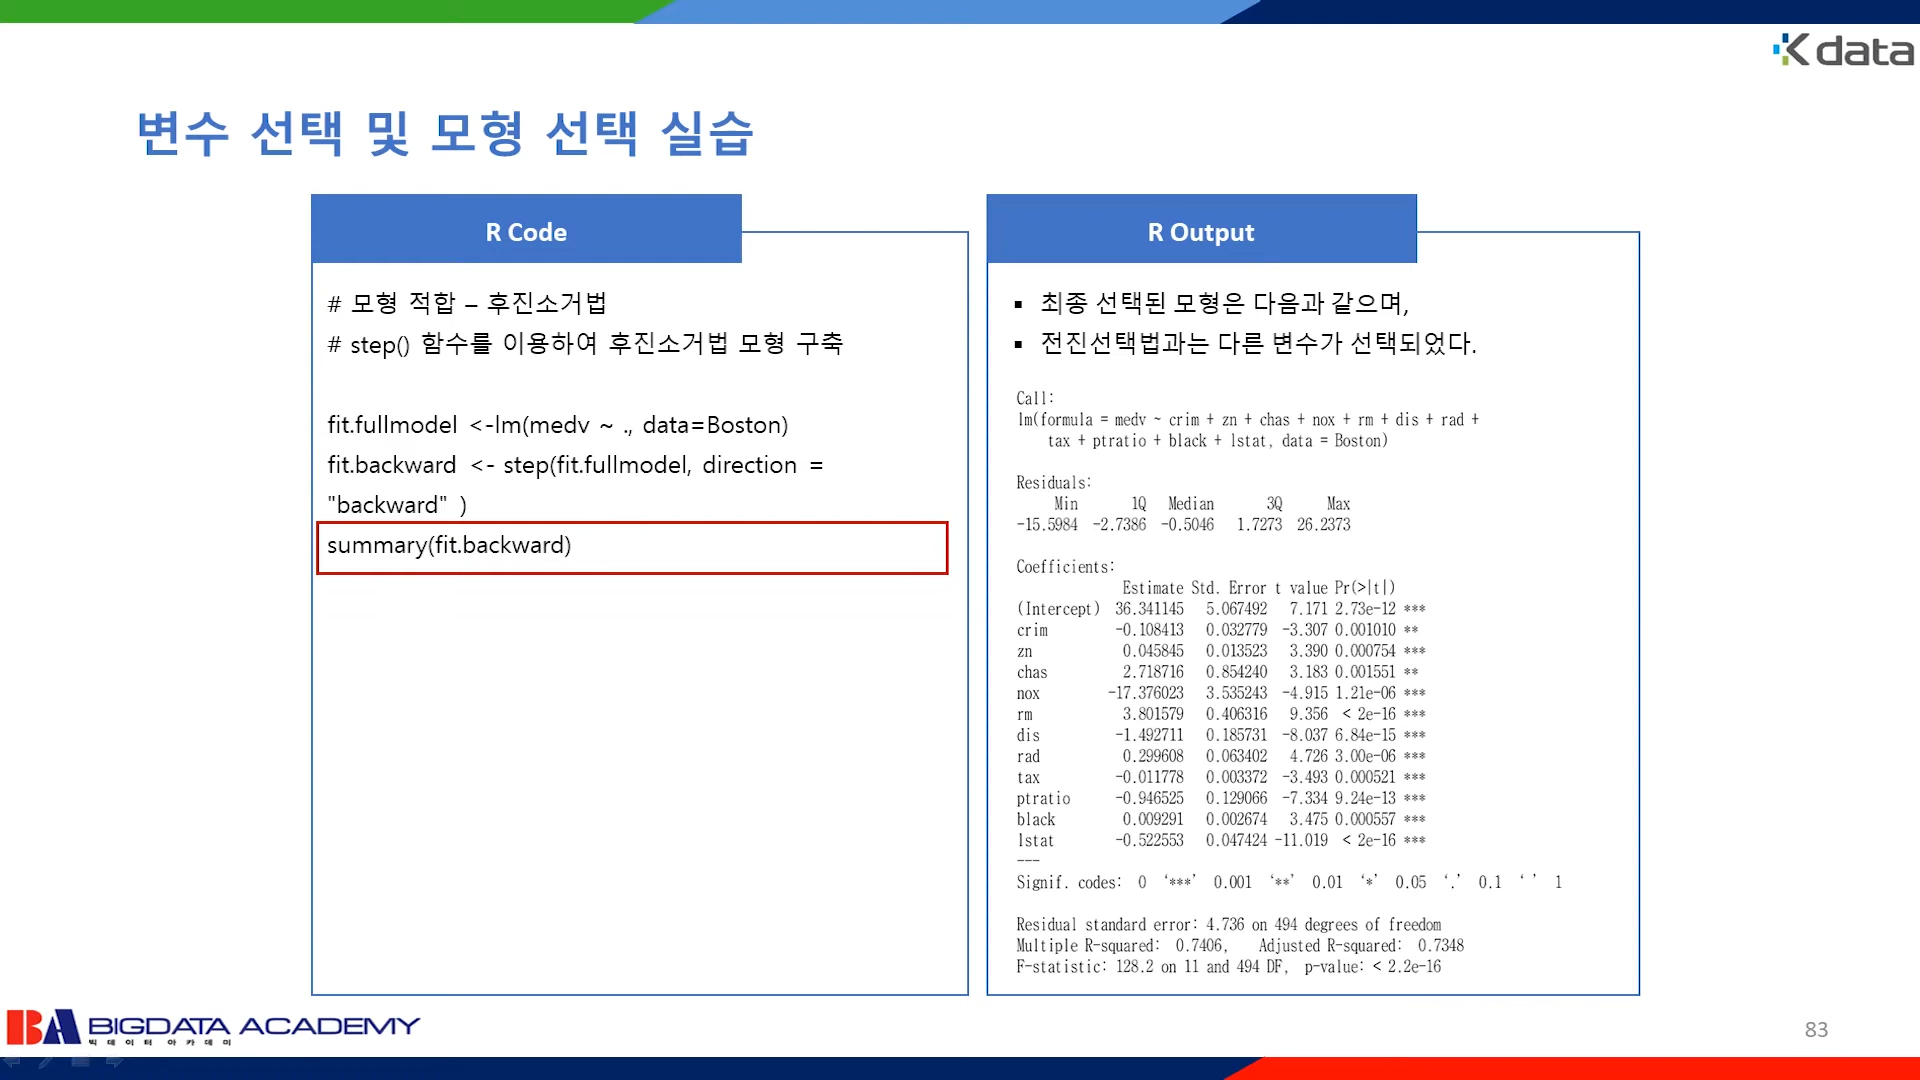 K data
변수 선택 및 모형 선택 실습
R Code
# 모형 적합 – 후진소거법
# step() 함수를 이용하여 후진소거법 모형 구축
fit.fullmodel <-lm(medv ~ ., data=Boston)
fit.backward <- step(fit.fullmodel, direction =
"backward" )
summary(fit.backward)
R Output
▪ 최종 선택된 모형은 다음과 같으며,
▪ 전진선택법과는 다른 변수가 선택되었다.
Call:
lm(formula = medv ~ crim + zn + chas + nox + rm + dis + rad +
    tax + ptratio + black + lstat, data = Boston)
Residuals:
     Min       1Q   Median       3Q      Max
-15.5984  -2.7386  -0.5046   1.7273  26.2373
Coefficients:
              Estimate Std. Error t value Pr(>|t|)
(Intercept)  36.341145   5.067492   7.171 2.73e-12 ***
crim         -0.108413   0.032779  -3.307 0.001010 **
zn            0.045845   0.013523   3.390 0.000754 ***
chas          2.718716   0.854240   3.183 0.001551 **
nox         -17.376023   3.535243  -4.915 1.21e-06 ***
rm            3.801579   0.406316   9.356  < 2e-16 ***
dis          -1.492711   0.185731  -8.037 6.84e-15 ***
rad           0.299608   0.063402   4.726 3.00e-06 ***
tax          -0.011778   0.003372  -3.493 0.000521 ***
ptratio      -0.946525   0.129066  -7.334 9.24e-13 ***
black         0.009291   0.002674   3.475 0.000557 ***
lstat        -0.522553   0.047424 -11.019  < 2e-16 ***
---
Signif. codes:  0 ‘***’ 0.001 ‘**’ 0.01 ‘*’ 0.05 ‘.’ 0.1 ‘ ’ 1
Residual standard error: 4.736 on 494 degrees of freedom
Multiple R-squared:  0.7406,    Adjusted R-squared:  0.7348
F-statistic: 128.2 on 11 and 494 DF,  p-value: < 2.2e-16
BA BIGDATA ACADEMY
빅 데 이 터 아 카 데 미
83